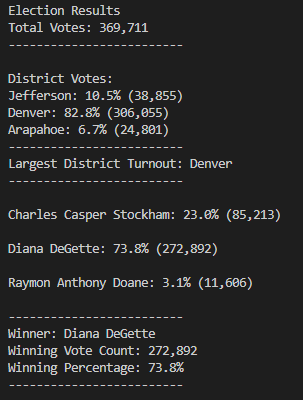 Election Results
Total Votes: 369,711
-------------------------
District Votes:
Jefferson: 10.5% (38,855)
Denver: 82.8% (306,055)
Arapahoe: 6.7% (24,801)
-------------------------
Largest District Turnout: Denver
-------------------------
Charles Casper Stockham: 23.0% (85,213)
Diana DeGette: 73.8% (272,892)
Raymon Anthony Doane: 3.1% (11,606)
-------------------------
Winner: Diana DeGette
Winning Vote Count: 272,892
Winning Percentage: 73.8%
-------------------------